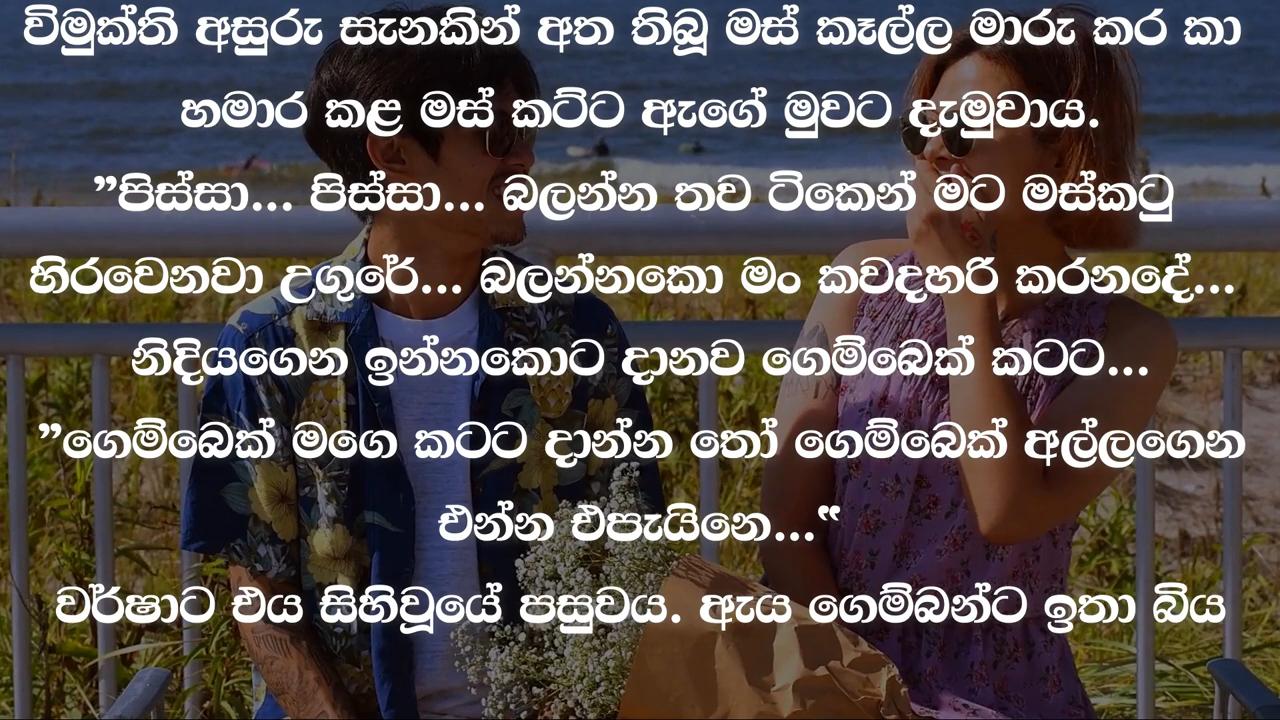 විමුක්ති අසුරු සැනකින් අත තිබූ මස් කෑල්ල මාරු කර කා
හමාර කළ මස් කට්ට ඇගේ මුවට දැමුවාය.
”පිස්සා... පිස්සා... බලන්න තව ටිකෙන් මට මස්කටු
හිරවෙනවා උගුරේ... බලන්නකො මං කවදහරි කරනදේ...
නිදියගෙන ඉන්නකොට දානව ගෙම්බෙක් කටට...
”ගෙම්බෙක් මගෙ කටට දාන්න තෝ ගෙම්බෙක් අල්ලගෙන
එන්න එපැයිනෙ...“
වර්ෂාට එය සිහිවූයේ පසුවය. ඇය ගෙම්බන්ට ඉතා බිය